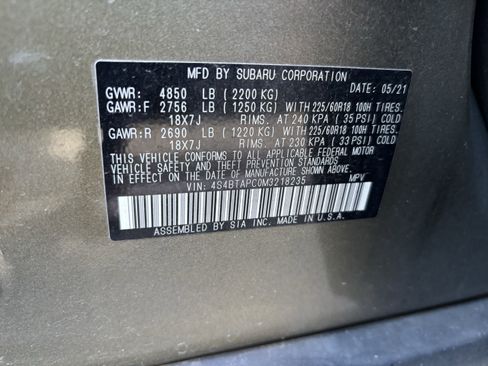 MFD BY SUBARU CORPORATION
GVWR: 4850 LB (2200 KG) DATE: 05/21
GAWR:F 2756 LB (1250 KG) WITH 225/60R18 100H TIRES.
18X7J RIMS. AT 240 KPA (35 PSI) COLD
GAWR:R 2690 LB (1220 KG) WITH 225/60R18 100H TIRES.
18X7J RIMS. AT 230 KPA (33 PSI) COLD
THIS VEHICLE CONFORMS TO ALL APPLICABLE FEDERAL MOTOR
VEHICLE SAFETY AND THEFT PREVENTION STANDARDS
IN EFFECT ON THE DATE OF MANUFACTURE SHOWN ABOVE.
VIN: 4S4BTAPC0M3218235 MPV
ASSEMBLED BY SIA INC. MADE IN U.S.A.